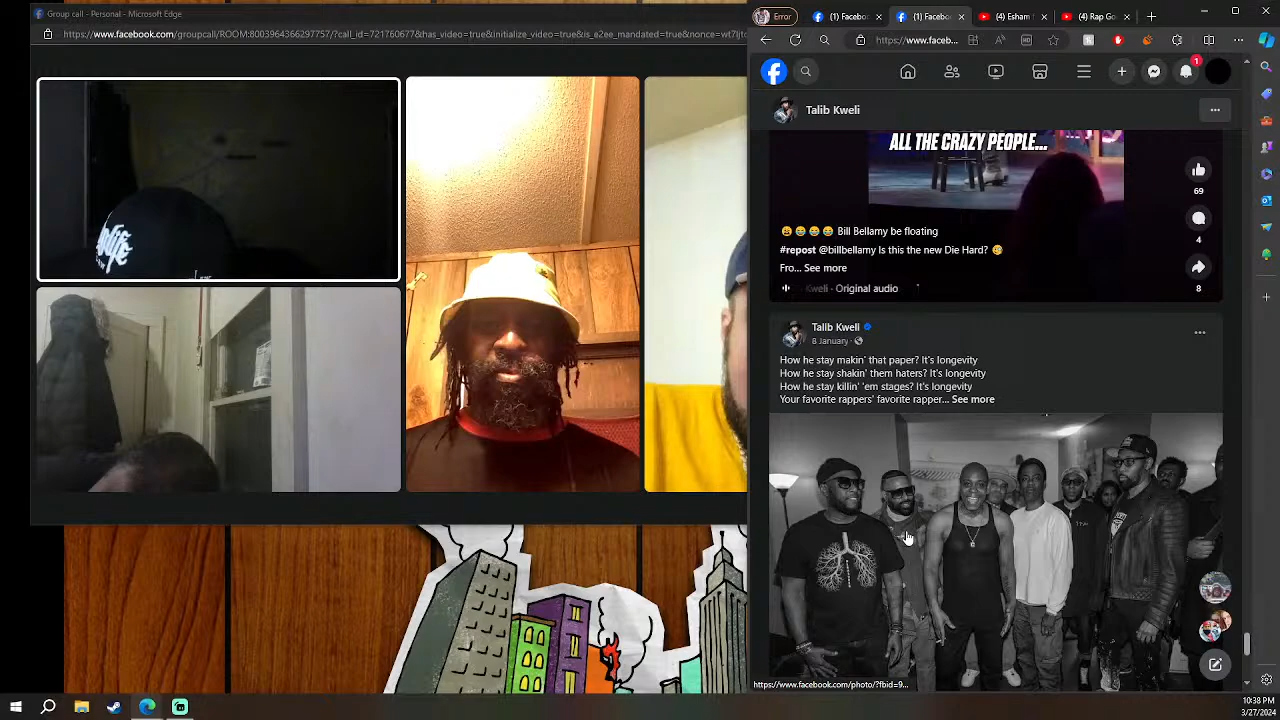 Group call - Personal - Microsoft Edge
https://www.facebook.com/groupcall/ROOM:8003964366297757/?call_id=721760677&has_video=true&initialize_video=true&is_e2ee_mandated=true&nonce=wt7ljtc
Error
(1) Facebo
(1) Facebo
(4) Esham
(4) Rap Go
https://www.faceb...
1
Talib Kweli
ALL THE CRAZY PEOPLE...
69
4
8
Bill Bellamy be floating
#repost @billbellamy Is this the new Die Hard?
Fro... See more
Kweli · Original audio
Talib Kweli
8 January ·
How he stay makin' that paper? It's longevity
How he stay shakin' them haters? It's longevity
How he stay killin' 'em stages? It's longevity
Your favorite rappers' favorite rapper... See more
https://www.facebook.com/photo/?fbid=9...
10:38 PM
3/27/2024